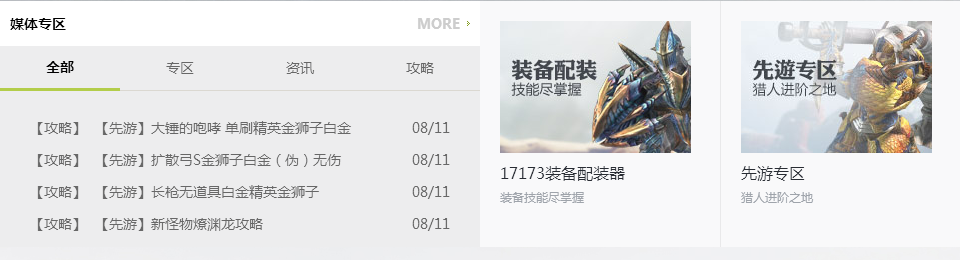 媒体专区
MORE
全部 专区 资讯 攻略
【攻略】 【先游】大锤的咆哮 单刷精英金狮子白金 08/11
【攻略】 【先游】扩散弓S金狮子白金（伪）无伤 08/11
【攻略】 【先游】长枪无道具白金精英金狮子 08/11
【攻略】 【先游】新怪物燎渊龙攻略 08/11
装备配装
技能尽掌握
17173装备配装器
装备技能尽掌握
先遊专区
猎人进阶之地
先游专区
猎人进阶之地